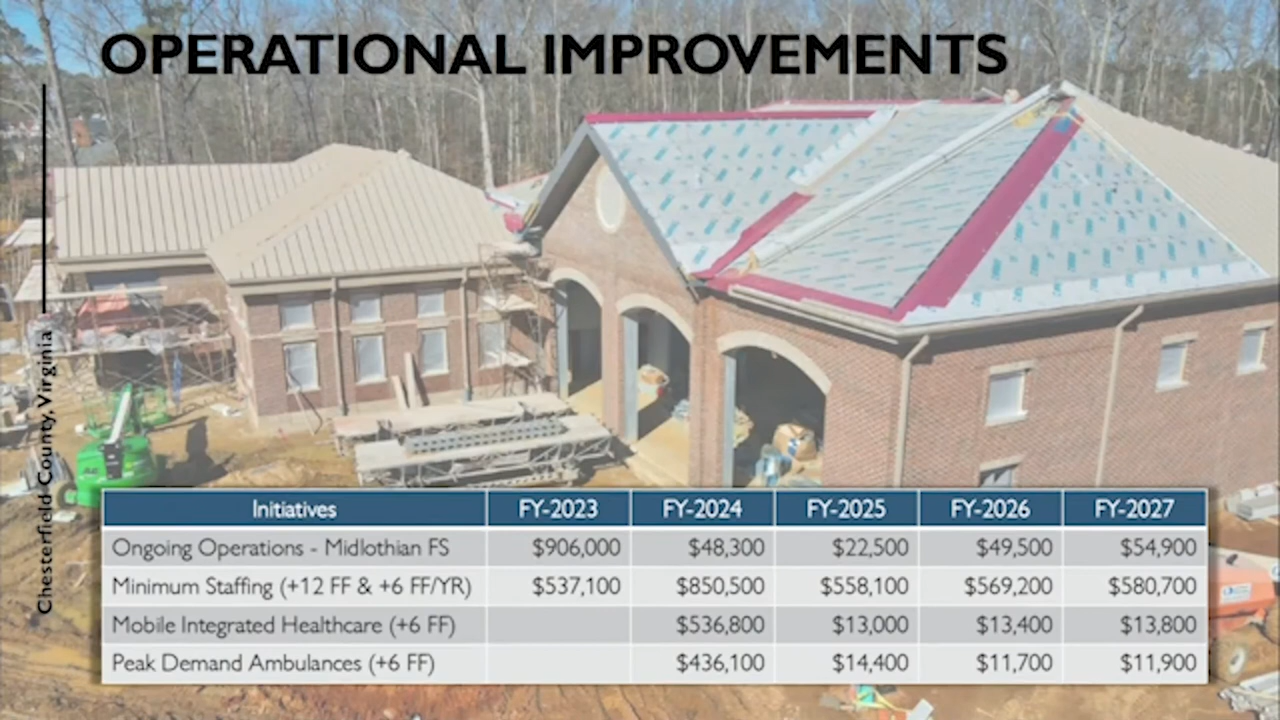 OPERATIONAL IMPROVEMENTS
Chesterfield County, Virginia
Initiatives FY-2023 FY-2024 FY-2025 FY-2026 FY-2027
Ongoing Operations - Midlothian FS $906,000 $48,300 $22,500 $49,500 $54,900
Minimum Staffing (+12 FF & +6 FF/YR) $537,100 $850,500 $558,100 $569,200 $580,700
Mobile Integrated Healthcare (+6 FF) $536,800 $13,000 $13,400 $13,800
Peak Demand Ambulances (+6 FF) $436,100 $14,400 $11,700 $11,900